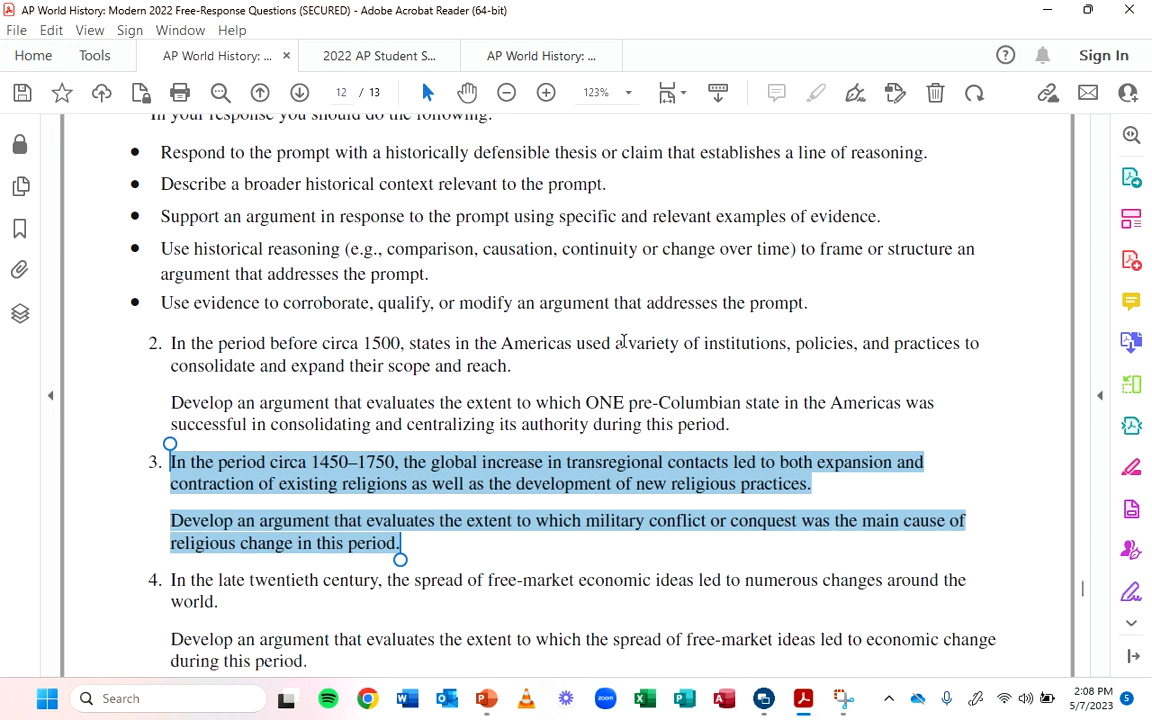 AP World History: Modern 2022 Free-Response Questions (SECURED) - Adobe Acrobat Reader (64-bit)
File Edit View Sign Window Help
Home Tools AP World History: ... × 2022 AP Student S... AP World History: ... Sign In
12 / 13 123%
In your response you should do the following:
• Respond to the prompt with a historically defensible thesis or claim that establishes a line of reasoning.
• Describe a broader historical context relevant to the prompt.
• Support an argument in response to the prompt using specific and relevant examples of evidence.
• Use historical reasoning (e.g., comparison, causation, continuity or change over time) to frame or structure an
argument that addresses the prompt.
• Use evidence to corroborate, qualify, or modify an argument that addresses the prompt.
2. In the period before circa 1500, states in the Americas used a variety of institutions, policies, and practices to
consolidate and expand their scope and reach.
Develop an argument that evaluates the extent to which ONE pre-Columbian state in the Americas was
successful in consolidating and centralizing its authority during this period.
3. In the period circa 1450–1750, the global increase in transregional contacts led to both expansion and
contraction of existing religions as well as the development of new religious practices.
Develop an argument that evaluates the extent to which military conflict or conquest was the main cause of
religious change in this period.
4. In the late twentieth century, the spread of free-market economic ideas led to numerous changes around the
world.
Develop an argument that evaluates the extent to which the spread of free-market ideas led to economic change
during this period.
Search
zoom
2:08 PM
5/7/2023
5